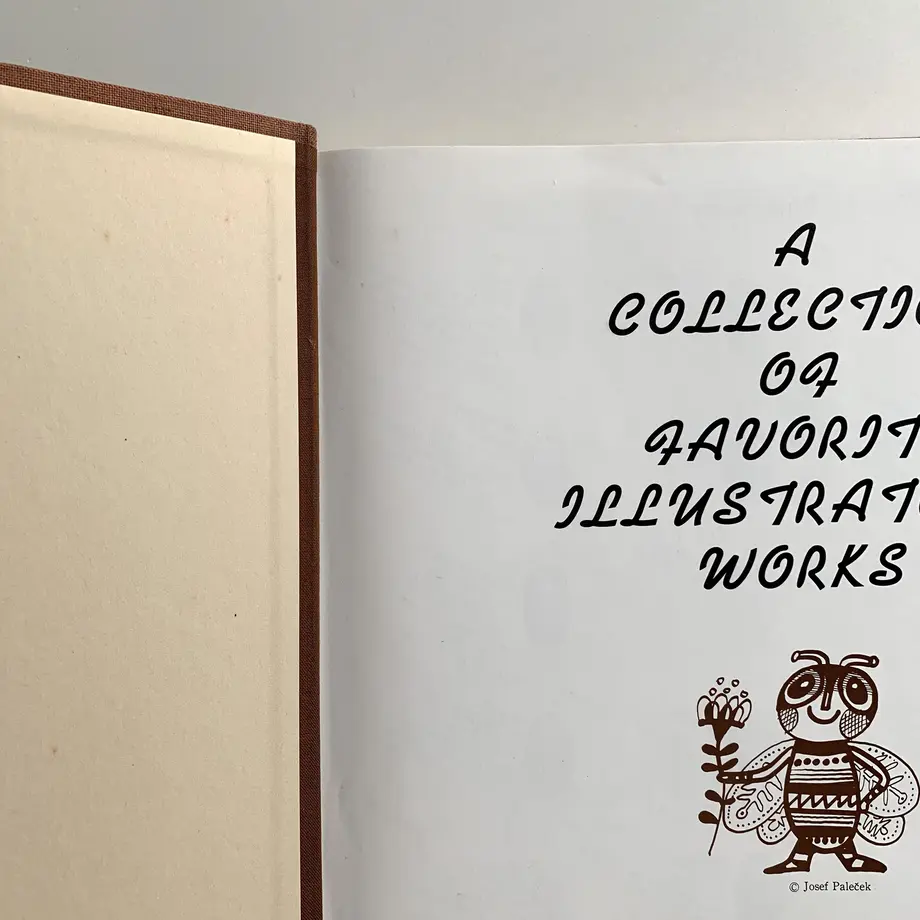 A
COLLECTI
OF
FAVORIT
ILLUSTRAT
WORKS
© Josef Paleček